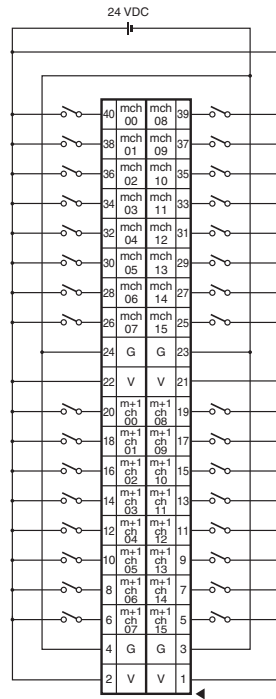 24 VDC
40 mch 00 mch 08 39
38 mch 01 mch 09 37
36 mch 02 mch 10 35
34 mch 03 mch 11 33
32 mch 04 mch 12 31
30 mch 05 mch 13 29
28 mch 06 mch 14 27
26 mch 07 mch 15 25
24 G G 23
22 V V 21
20 m+1 ch 00 m+1 ch 08 19
18 m+1 ch 01 m+1 ch 09 17
16 m+1 ch 02 m+1 ch 10 15
14 m+1 ch 03 m+1 ch 11 13
12 m+1 ch 04 m+1 ch 12 11
10 m+1 ch 05 m+1 ch 13 9
8 m+1 ch 06 m+1 ch 14 7
6 m+1 ch 07 m+1 ch 15 5
4 G G 3
2 V V 1